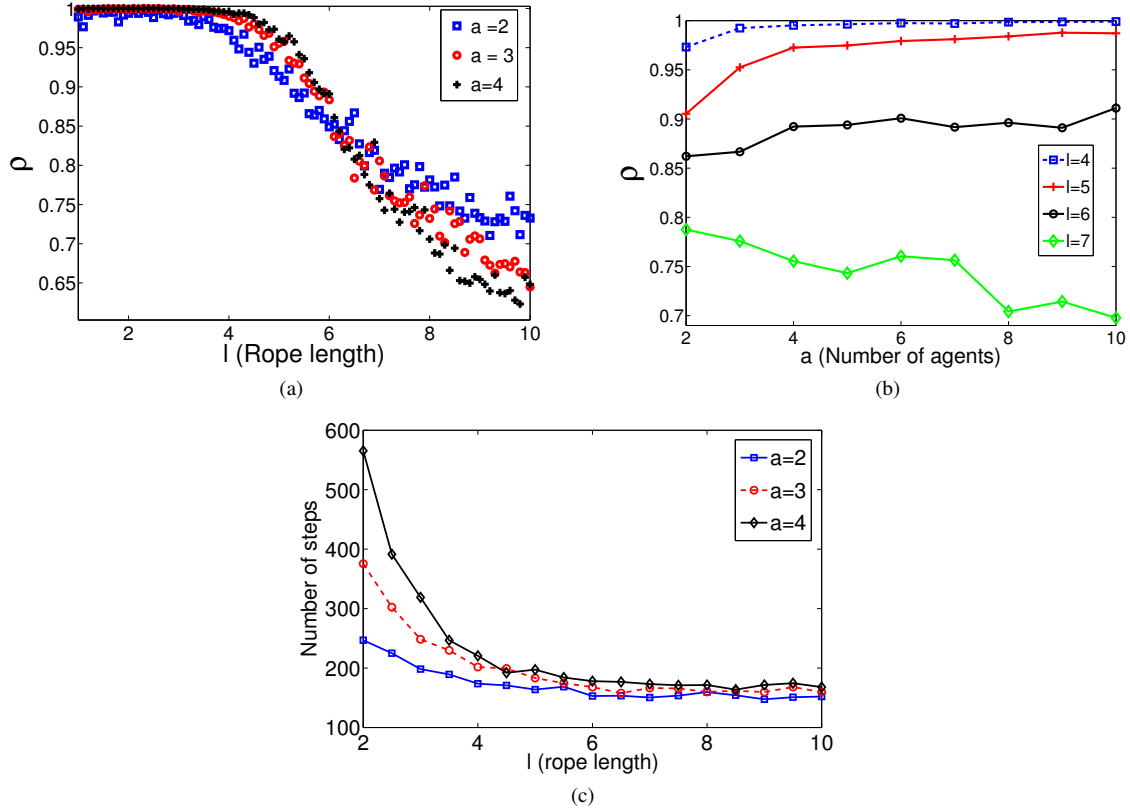 1
0.95
0.9
0.85
0.8
0.75
0.7
0.65
ρ
2 4 6 8 10
l (Rope length)
a =2
a = 3
a=4
(a)
1
0.95
0.9
0.85
0.8
0.75
0.7
ρ
2 4 6 8 10
a (Number of agents)
l=4
l=5
l=6
l=7
(b)
600
500
400
300
200
100
Number of steps
2 4 6 8 10
l (rope length)
a=2
a=3
a=4
(c)